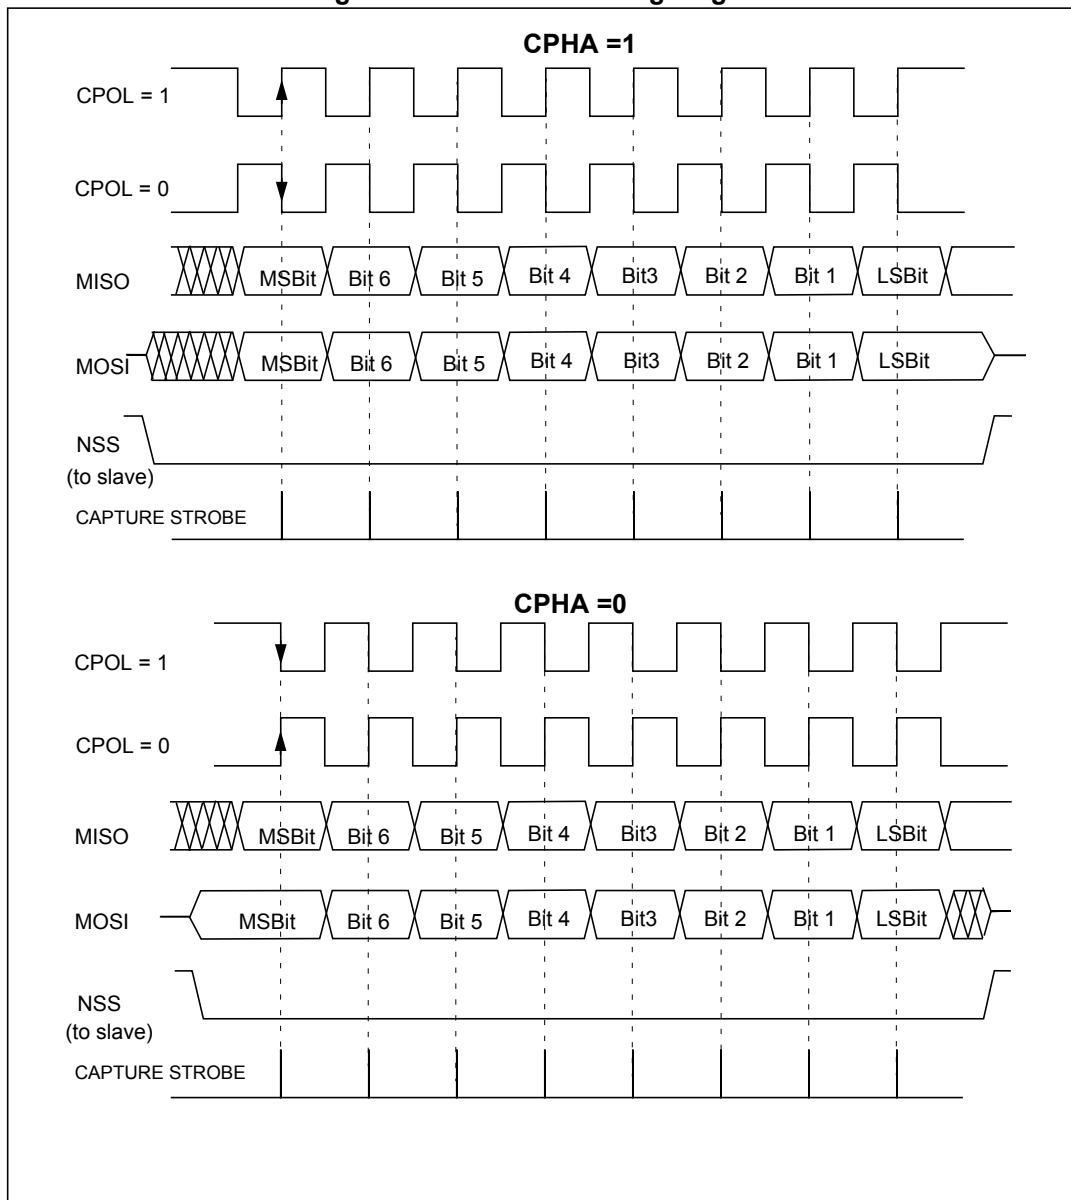 CPHA =1
CPOL = 1
CPOL = 0
MISO MSBit Bit 6 Bit 5 Bit 4 Bit3 Bit 2 Bit 1 LSBit
MOSI MSBit Bit 6 Bit 5 Bit 4 Bit3 Bit 2 Bit 1 LSBit
NSS
(to slave)
CAPTURE STROBE
CPHA =0
CPOL = 1
CPOL = 0
MISO MSBit Bit 6 Bit 5 Bit 4 Bit3 Bit 2 Bit 1 LSBit
MOSI MSBit Bit 6 Bit 5 Bit 4 Bit3 Bit 2 Bit 1 LSBit
NSS
(to slave)
CAPTURE STROBE